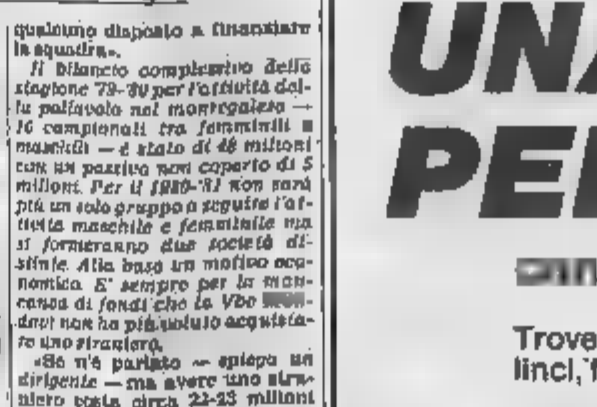 qualcuno disposto a finanziare
la squadra».
Il bilancio complessivo della
stagione 79-80 per l'attività del-
la pallavolo nel monregalese —
16 campionati tra femminili e
maschili — è stato di 48 milioni
con un passivo non coperto di 5
milioni. Per il 1980-'81 non sarà
più un solo gruppo a seguire l'at-
tività maschile e femminile ma
si formeranno due società di-
stinte. Alla base un motivo eco-
nomico. E' sempre per la man-
canza di fondi che la Vbc
dovì non ha più voluto acquista-
re uno straniero.
«Se n'è parlato — spiega un
dirigente — ma avere uno stra-
niero costa circa 22-23 milioni
UNA
PE
Trove
linci, 'f